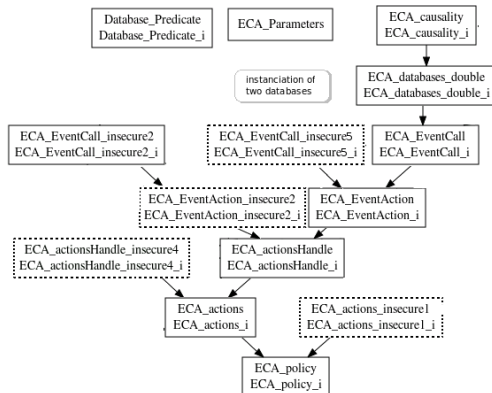 Database_Predicate
Database_Predicate_i
ECA_Parameters
ECA_causality
ECA_causality_i
instanciation of
two databases
ECA_databases_double
ECA_databases_double_i
ECA_EventCall_insecure2
ECA_EventCall_insecure2_i
ECA_EventCall_insecure5
ECA_EventCall_insecure5_i
ECA_EventCall
ECA_EventCall_i
ECA_EventAction_insecure2
ECA_EventAction_insecure2_i
ECA_EventAction
ECA_EventAction_i
ECA_actionsHandle_insecure4
ECA_actionsHandle_insecure4_i
ECA_actionsHandle
ECA_actionsHandle_i
ECA_actions
ECA_actions_i
ECA_actions_insecure1
ECA_actions_insecure1_i
ECA_policy
ECA_policy_i